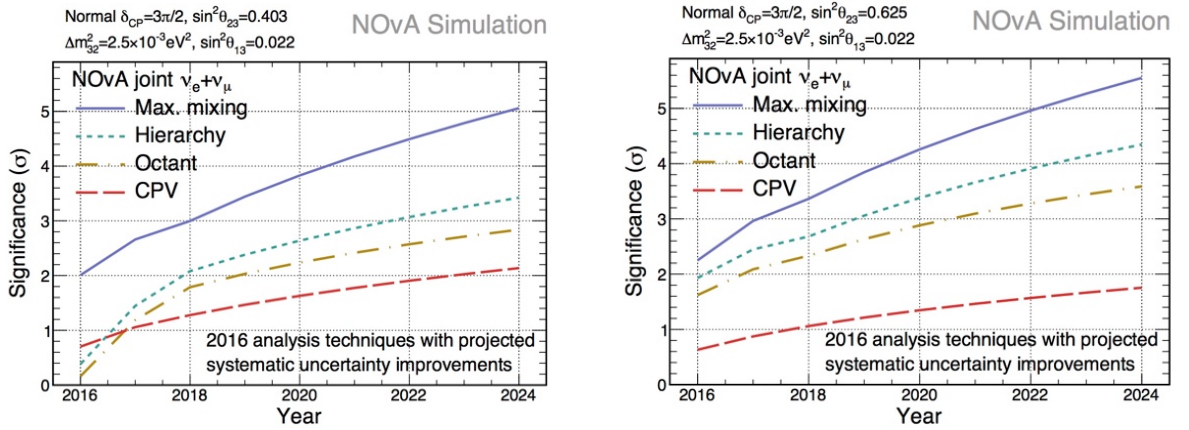 Normal δCP=3π/2, sin²θ23=0.403
Δm²32=2.5×10⁻³eV², sin²θ13=0.022
NOvA Simulation
NOvA joint νe+νμ
Max. mixing
Hierarchy
Octant
CPV
Significance (σ)
5
4
3
2
1
0
2016 analysis techniques with projected
systematic uncertainty improvements
2016 2018 2020 2022 2024
Year
Normal δCP=3π/2, sin²θ23=0.625
Δm²32=2.5×10⁻³eV², sin²θ13=0.022
NOvA Simulation
NOvA joint νe+νμ
Max. mixing
Hierarchy
Octant
CPV
Significance (σ)
5
4
3
2
1
0
2016 analysis techniques with projected
systematic uncertainty improvements
2016 2018 2020 2022 2024
Year